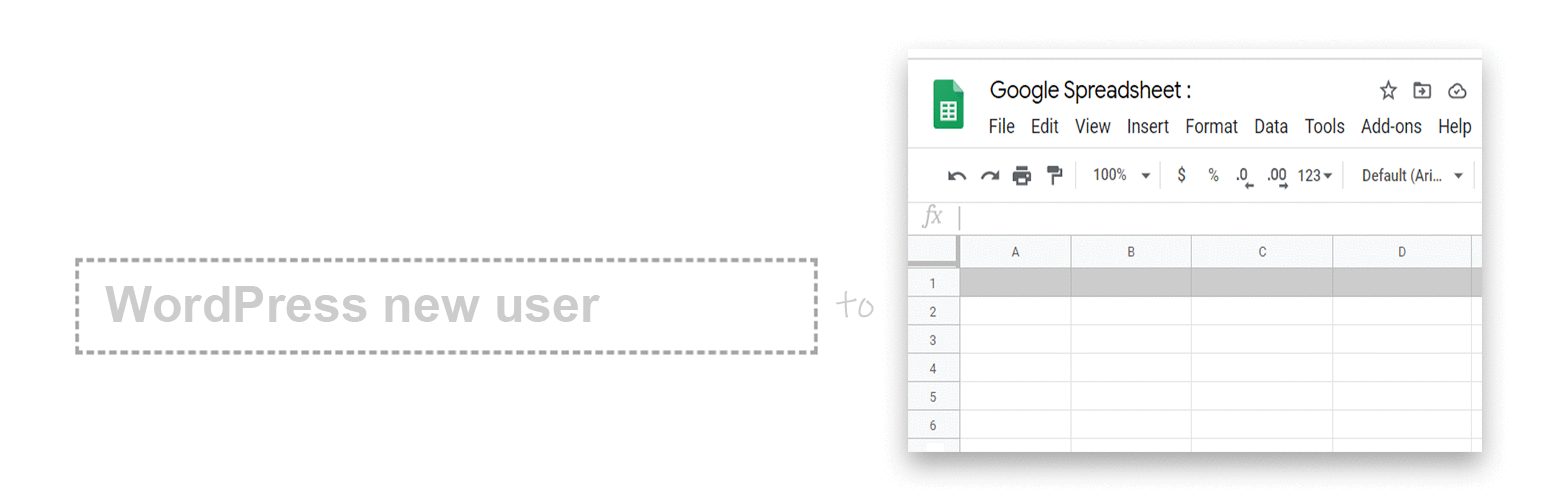 WordPress new user
to
Google Spreadsheet :
File Edit View Insert Format Data Tools Add-ons Help
100% $ % .0 .00 123 Default (Ari...
fx
A B C D
1
2
3
4
5
6